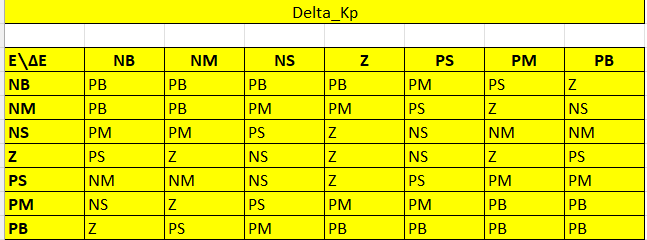 Delta_Kp
E\ΔE NB NM NS Z PS PM PB
NB PB PB PB PB PM PS Z
NM PB PB PM PM PS Z NS
NS PM PM PS Z NS NM NM
Z PS Z NS Z NS Z PS
PS NM NM NS Z PS PM PM
PM NS Z PS PM PM PB PB
PB Z PS PM PB PB PB PB